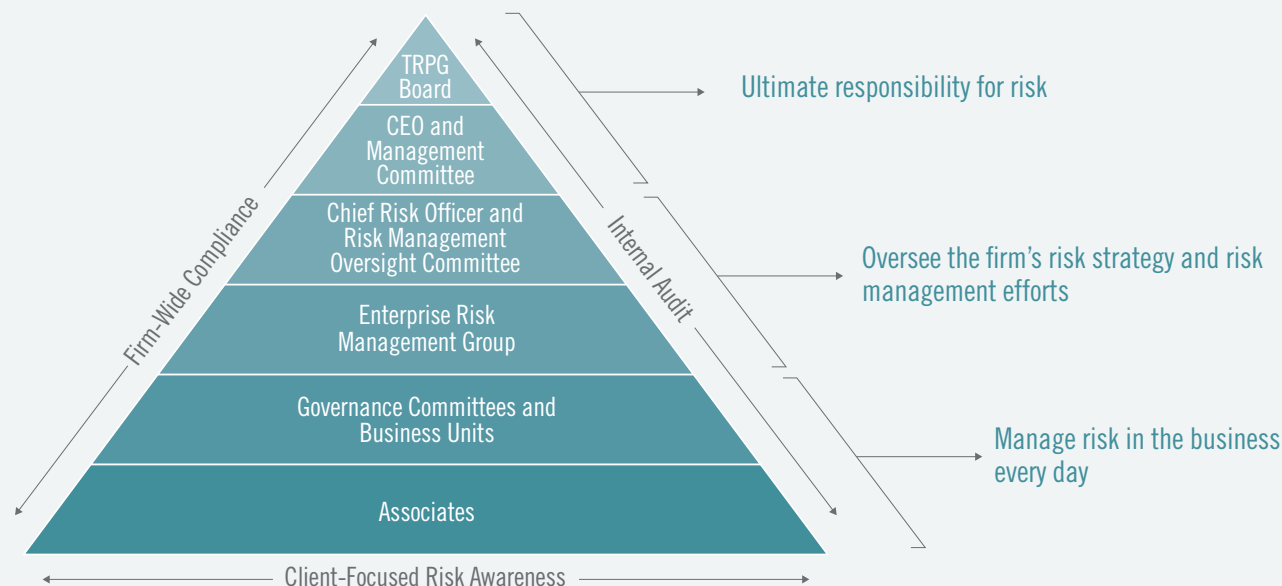 TRPG
Board
Ultimate responsibility for risk
CEO and
Management
Committee
Chief Risk Officer and
Risk Management
Oversight Committee
Firm-Wide Compliance
Internal Audit
Oversee the firm's risk strategy and risk
management efforts
Enterprise Risk
Management Group
Governance Committees and
Business Units
Manage risk in the business
every day
Associates
Client-Focused Risk Awareness